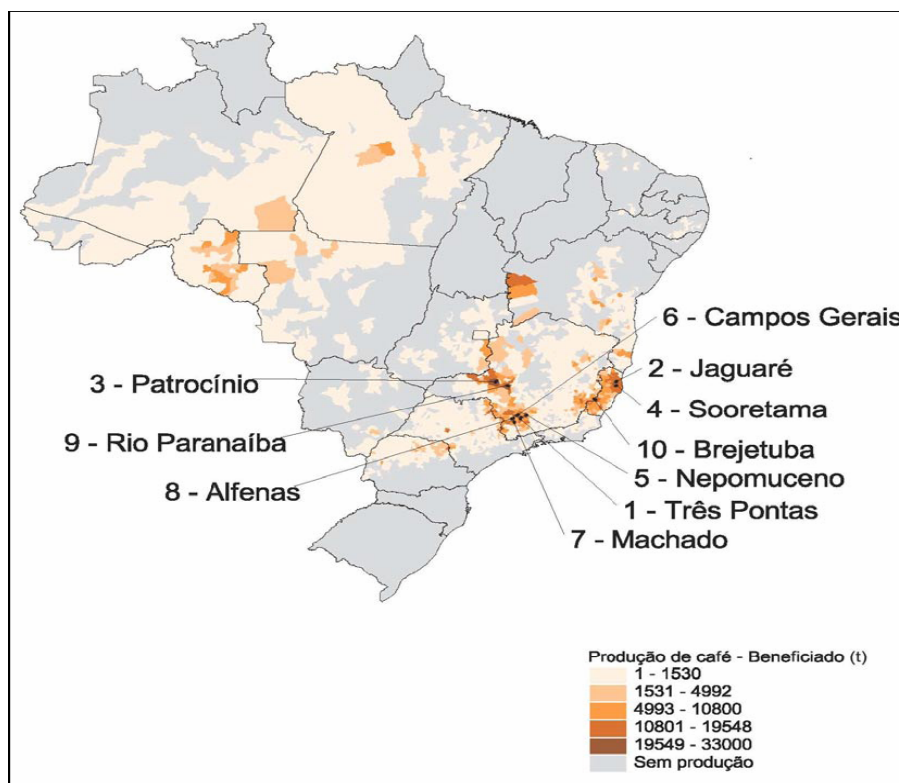 6 - Campos Gerais
3 - Patrocínio
2 - Jaguaré
4 - Sooretama
9 - Rio Paranaíba
10 - Brejetuba
8 - Alfenas
5 - Nepomuceno
1 - Três Pontas
7 - Machado
Produção de café - Beneficiado (t)
1 - 1530
1531 - 4992
4993 - 10800
10801 - 19548
19549 - 33000
Sem produção